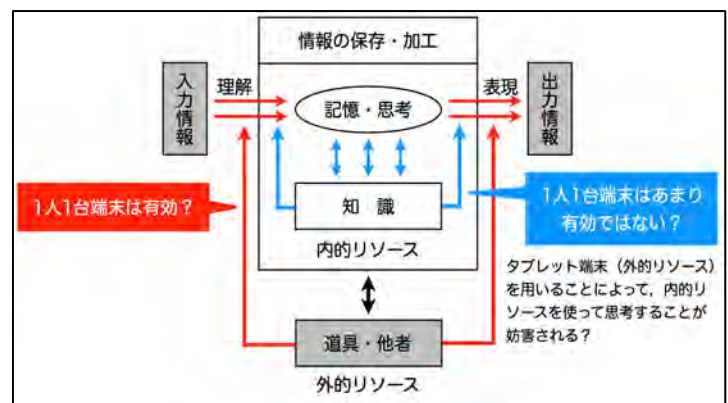 情報の保存・加工
入力情報
理解
記憶・思考
表現
出力情報
1人1台端末は有効？
知 識
内的リソース
1人1台端末はあまり
有効ではない？
タブレット端末（外的リソース）
を用いることによって，内的リ
ソースを使って思考することが
妨害される？
道具・他者
外的リソース